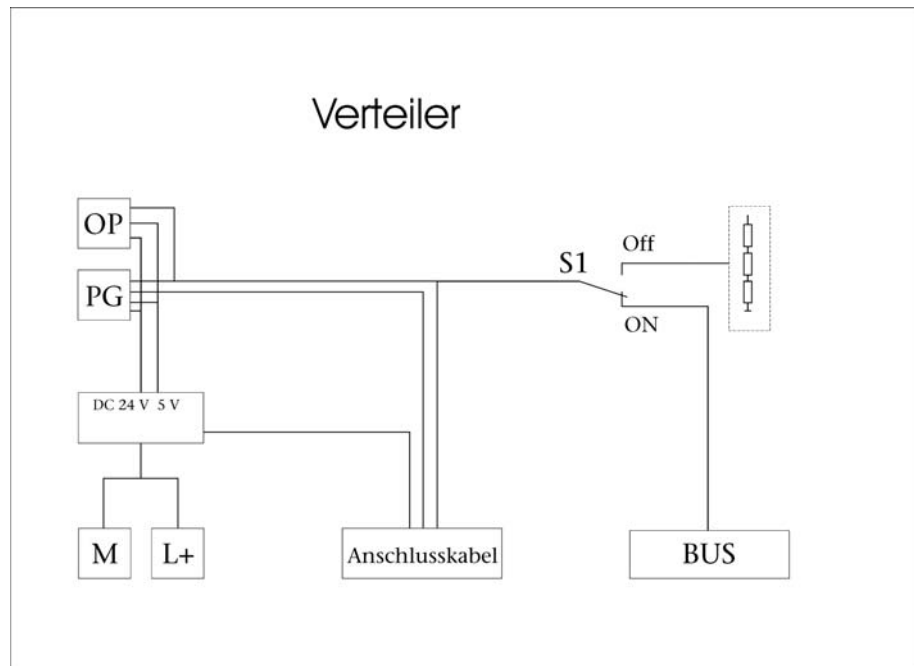 Verteiler
OP
Off
S1
PG
ON
DC 24 V 5 V
M
L+
Anschlusskabel
BUS